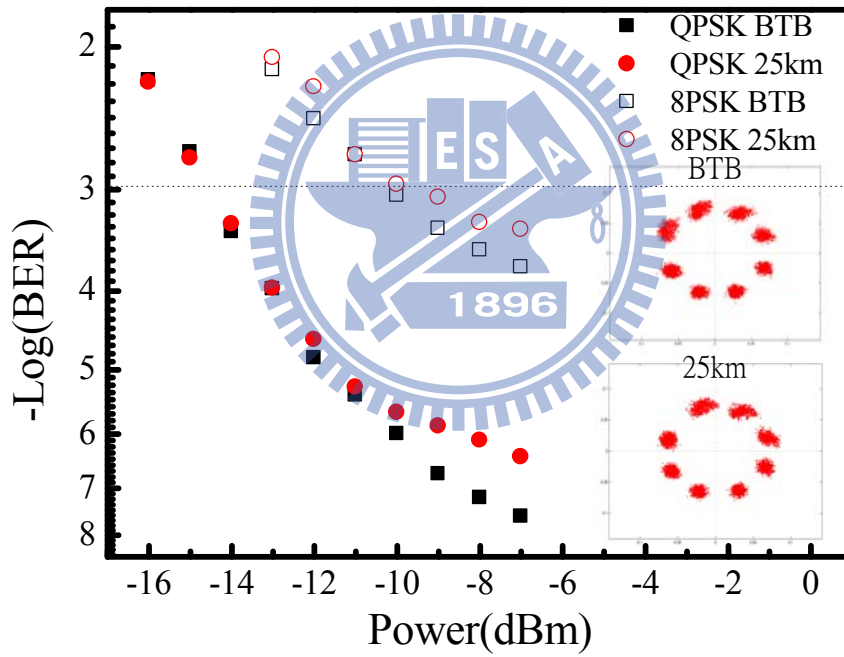 QPSK BTB
QPSK 25km
8PSK BTB
8PSK 25km
BTB
25km
2
3
4
5
6
7
8
-Log(BER)
-16
-14
-12
-10
-8
-6
-4
-2
0
Power(dBm)
E S A
1896